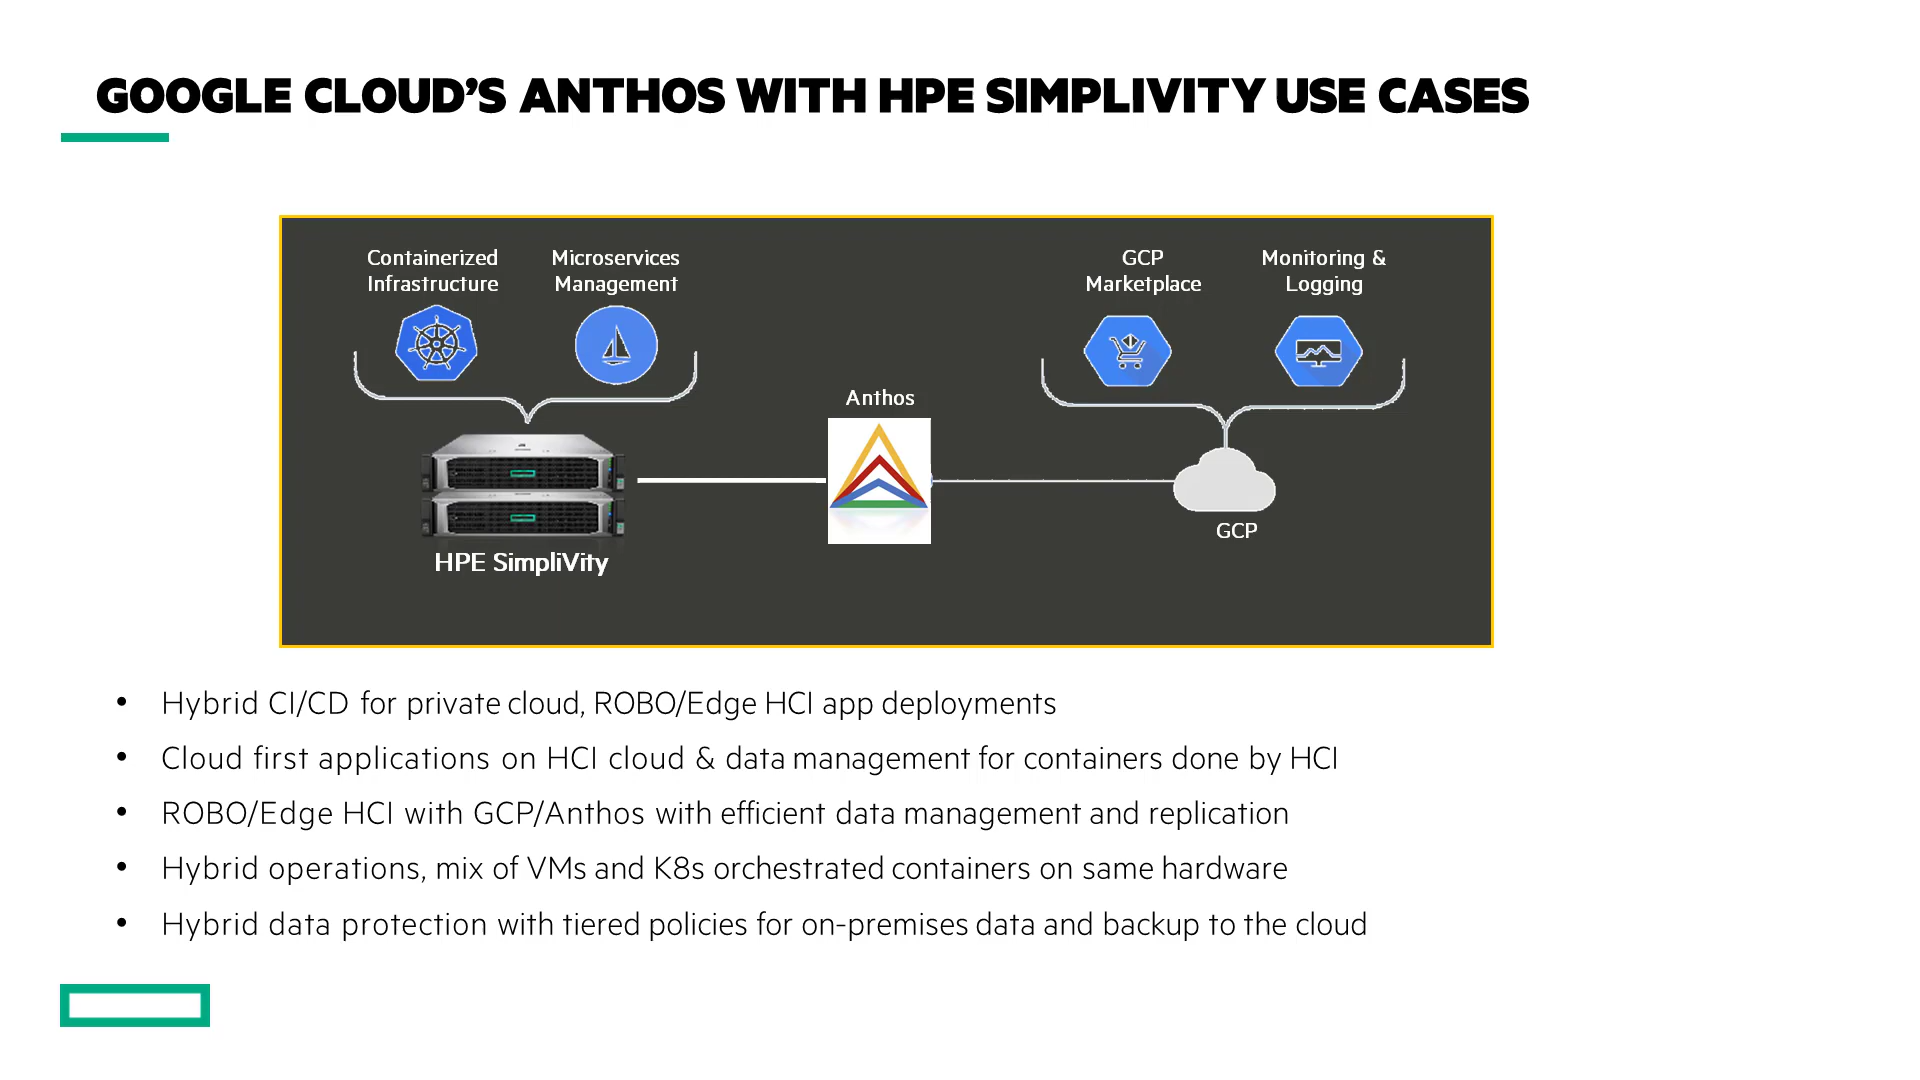 GOOGLE CLOUD’S ANTHOS WITH HPE SIMPLIVITY USE CASES
Containerized
Infrastructure
Microservices
Management
GCP
Marketplace
Monitoring &
Logging
Anthos
HPE SimpliVity
GCP
• Hybrid CI/CD for private cloud, ROBO/Edge HCI app deployments
• Cloud first applications on HCI cloud & data management for containers done by HCI
• ROBO/Edge HCI with GCP/Anthos with efficient data management and replication
• Hybrid operations, mix of VMs and K8s orchestrated containers on same hardware
• Hybrid data protection with tiered policies for on-premises data and backup to the cloud